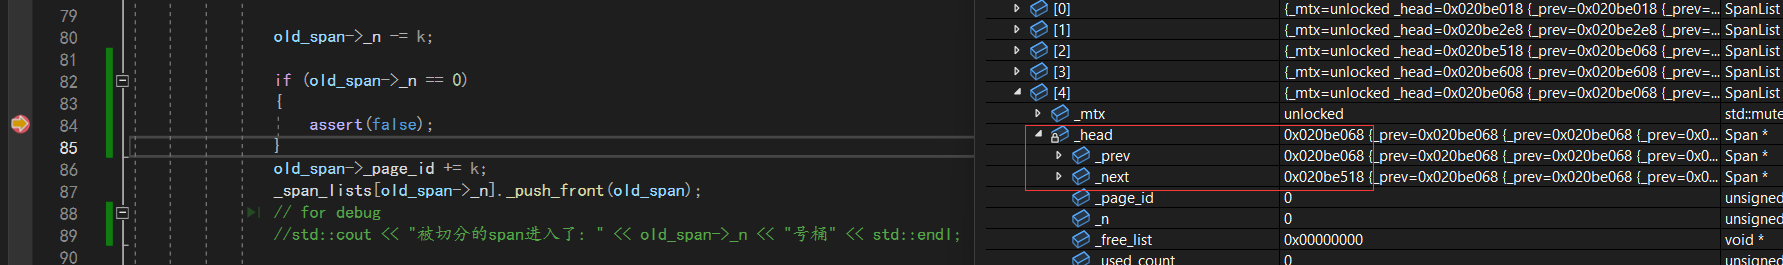 79
80 old_span->_n -= k;
81
82 if (old_span->_n == 0)
83 {
84 assert(false);
85 }
86 old_span->_page_id += k;
87 _span_lists[old_span->_n]._push_front(old_span);
88 // for debug
89 //std::cout << "被切分的span进入了: " << old_span->_n << "号桶" << std::endl;
90
[0] {_mtx=unlocked _head=0x020be018 {_prev=0x020be018 {_prev=... SpanList
[1] {_mtx=unlocked _head=0x020be2e8 {_prev=0x020be2e8 {_prev=... SpanList
[2] {_mtx=unlocked _head=0x020be518 {_prev=0x020be068 {_prev=... SpanList
[3] {_mtx=unlocked _head=0x020be608 {_prev=0x020be608 {_prev=... SpanList
[4] {_mtx=unlocked _head=0x020be068 {_prev=0x020be068 {_prev=... SpanList
_mtx unlocked std::mute
_head 0x020be068 {_prev=0x020be068 {_prev=0x020be068 {_prev=0x0... Span *
_prev 0x020be068 {_prev=0x020be068 {_prev=0x020be068 {_prev=0x0... Span *
_next 0x020be518 {_prev=0x020be068 {_prev=0x020be068 {_prev=0x0... Span *
_page_id 0 unsigned
_n 0 unsigned
_free_list 0x00000000 void *
_used_count 0 unsigned